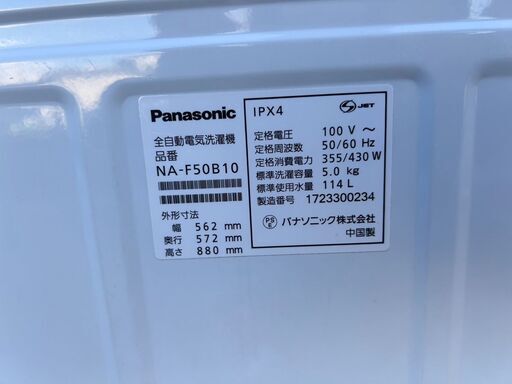 Panasonic
全自動電気洗濯機
品番
NA-F50B10
外形寸法
幅 562 mm
奥行 572 mm
高さ 880 mm
IPX4
S JET
定格電圧 100 V ～
定格周波数 50/60 Hz
定格消費電力 355/430 W
標準洗濯容量 5.0 kg
標準使用水量 114 L
製造番号 1723300234
PS E パナソニック株式会社
中国製